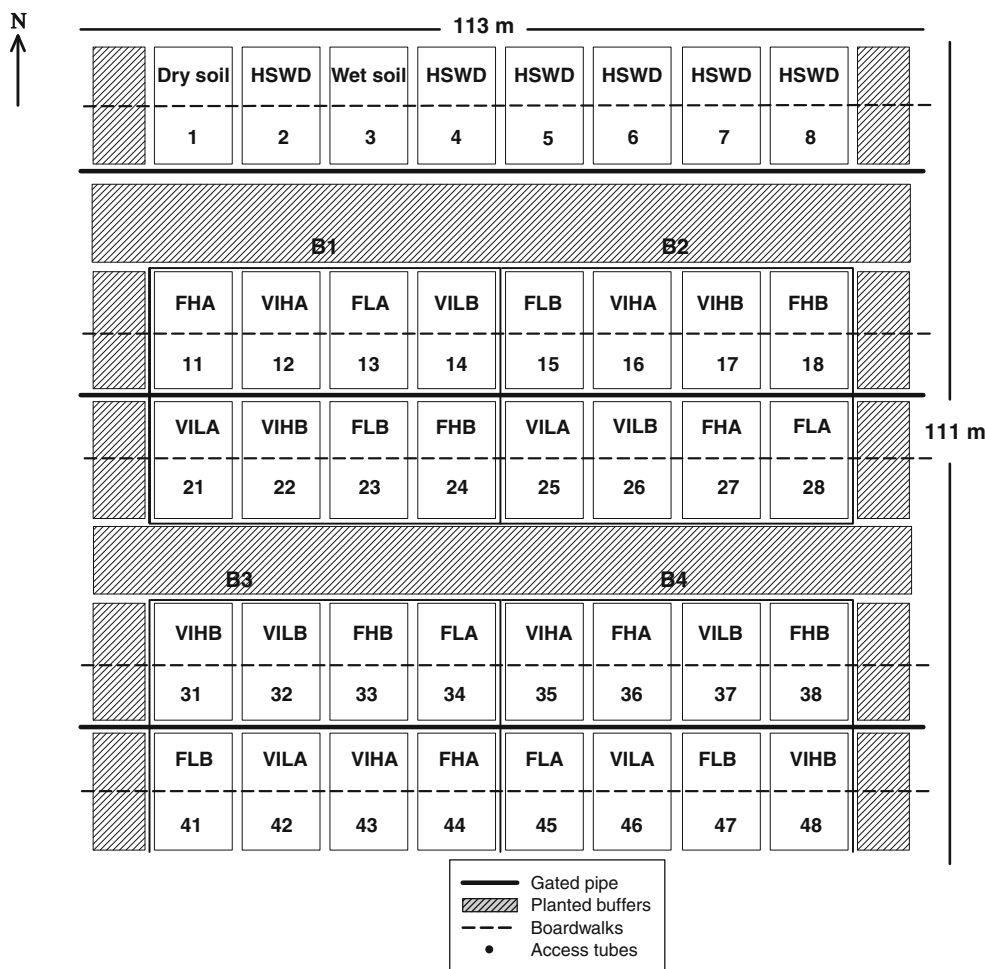 N
113 m
Dry soil HSWD Wet soil HSWD HSWD HSWD HSWD HSWD
1 2 3 4 5 6 7 8
B1 B2
FHA VIHA FLA VILB FLB VIHA VIHB FHB
11 12 13 14 15 16 17 18
VILA VIHB FLB FHB VILA VILB FHA FLA
111 m
21 22 23 24 25 26 27 28
B3 B4
VIHB VILB FHB FLA VIHA FHA VILB FHB
31 32 33 34 35 36 37 38
FLB VILA VIHA FHA FLA VILA FLB VIHB
41 42 43 44 45 46 47 48
Gated pipe
Planted buffers
Boardwalks
Access tubes